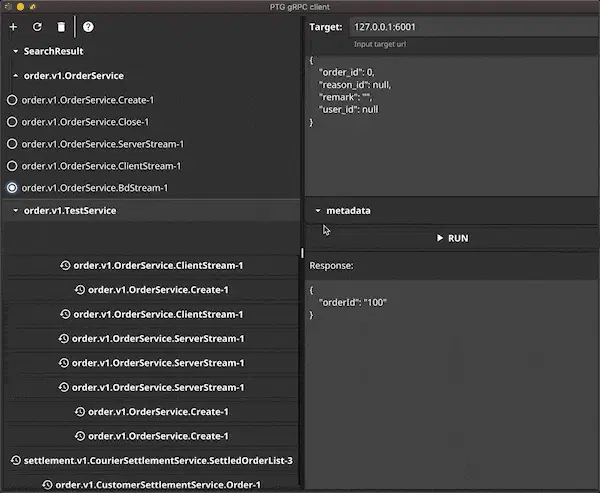 PTG gRPC client
SearchResult
order.v1.OrderService
order.v1.OrderService.Create-1
order.v1.OrderService.Close-1
order.v1.OrderService.ServerStream-1
order.v1.OrderService.ClientStream-1
order.v1.OrderService.BdStream-1
order.v1.TestService
order.v1.OrderService.ClientStream-1
order.v1.OrderService.Create-1
order.v1.OrderService.ClientStream-1
order.v1.OrderService.ServerStream-1
order.v1.OrderService.ServerStream-1
order.v1.OrderService.ServerStream-1
order.v1.OrderService.Create-1
order.v1.OrderService.Create-1
settlement.v1.CourierSettlementService.SettledOrderList-3
order.v1.CustomerSettlementService.Order-1
Target: 127.0.0.1:6001
Input target url
{
"order_id": 0,
"reason_id": null,
"remark": "",
"user_id": null
}
metadata
RUN
Response:
{
"orderId": "100"
}